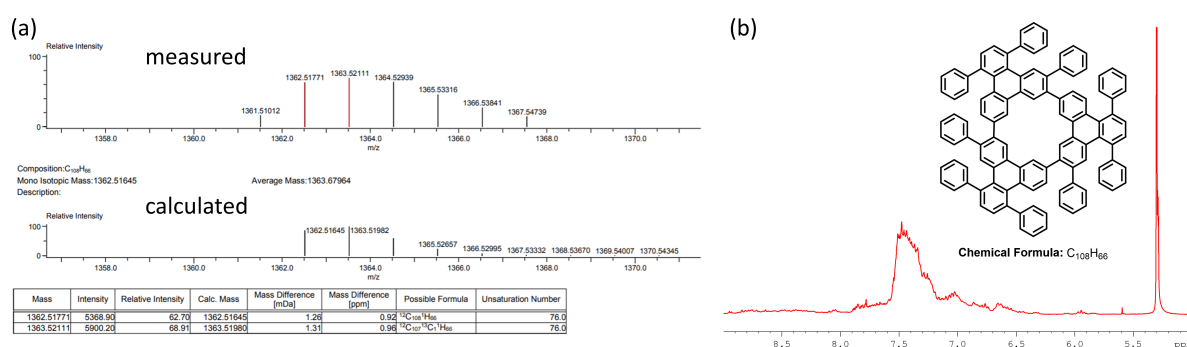 (a)
Relative Intensity
measured
100
0
1361.51012
1362.51771
1363.52111
1364.52939
1365.53316
1366.53841
1367.54739
1358.0 1360.0 1362.0 1364.0 1366.0 1368.0 1370.0
m/z
Composition:C₁₀₈H₆₆
Mono Isotopic Mass:1362.51645 Average Mass:1363.67964
Description:
calculated
Relative Intensity
100
0
1362.51645 1363.51982
1365.52657 1366.52995 1367.53332 1368.53670 1369.54007 1370.54345
1358.0 1360.0 1362.0 1364.0 1366.0 1368.0 1370.0
m/z
Mass Intensity Relative Intensity Calc. Mass Mass Difference [mDa] Mass Difference [ppm] Possible Formula Unsaturation Number
1362.51771 5368.90 62.70 1362.51645 1.26 0.92 ¹²C₁₀₈¹H₆₆ 76.0
1363.52111 5900.20 68.91 1363.51980 1.31 0.96 ¹²C₁₀₇¹³C₁¹H₆₆ 76.0
(b)
Chemical Formula: C₁₀₈H₆₆
8.5 8.0 7.5 7.0 6.5 6.0 5.5